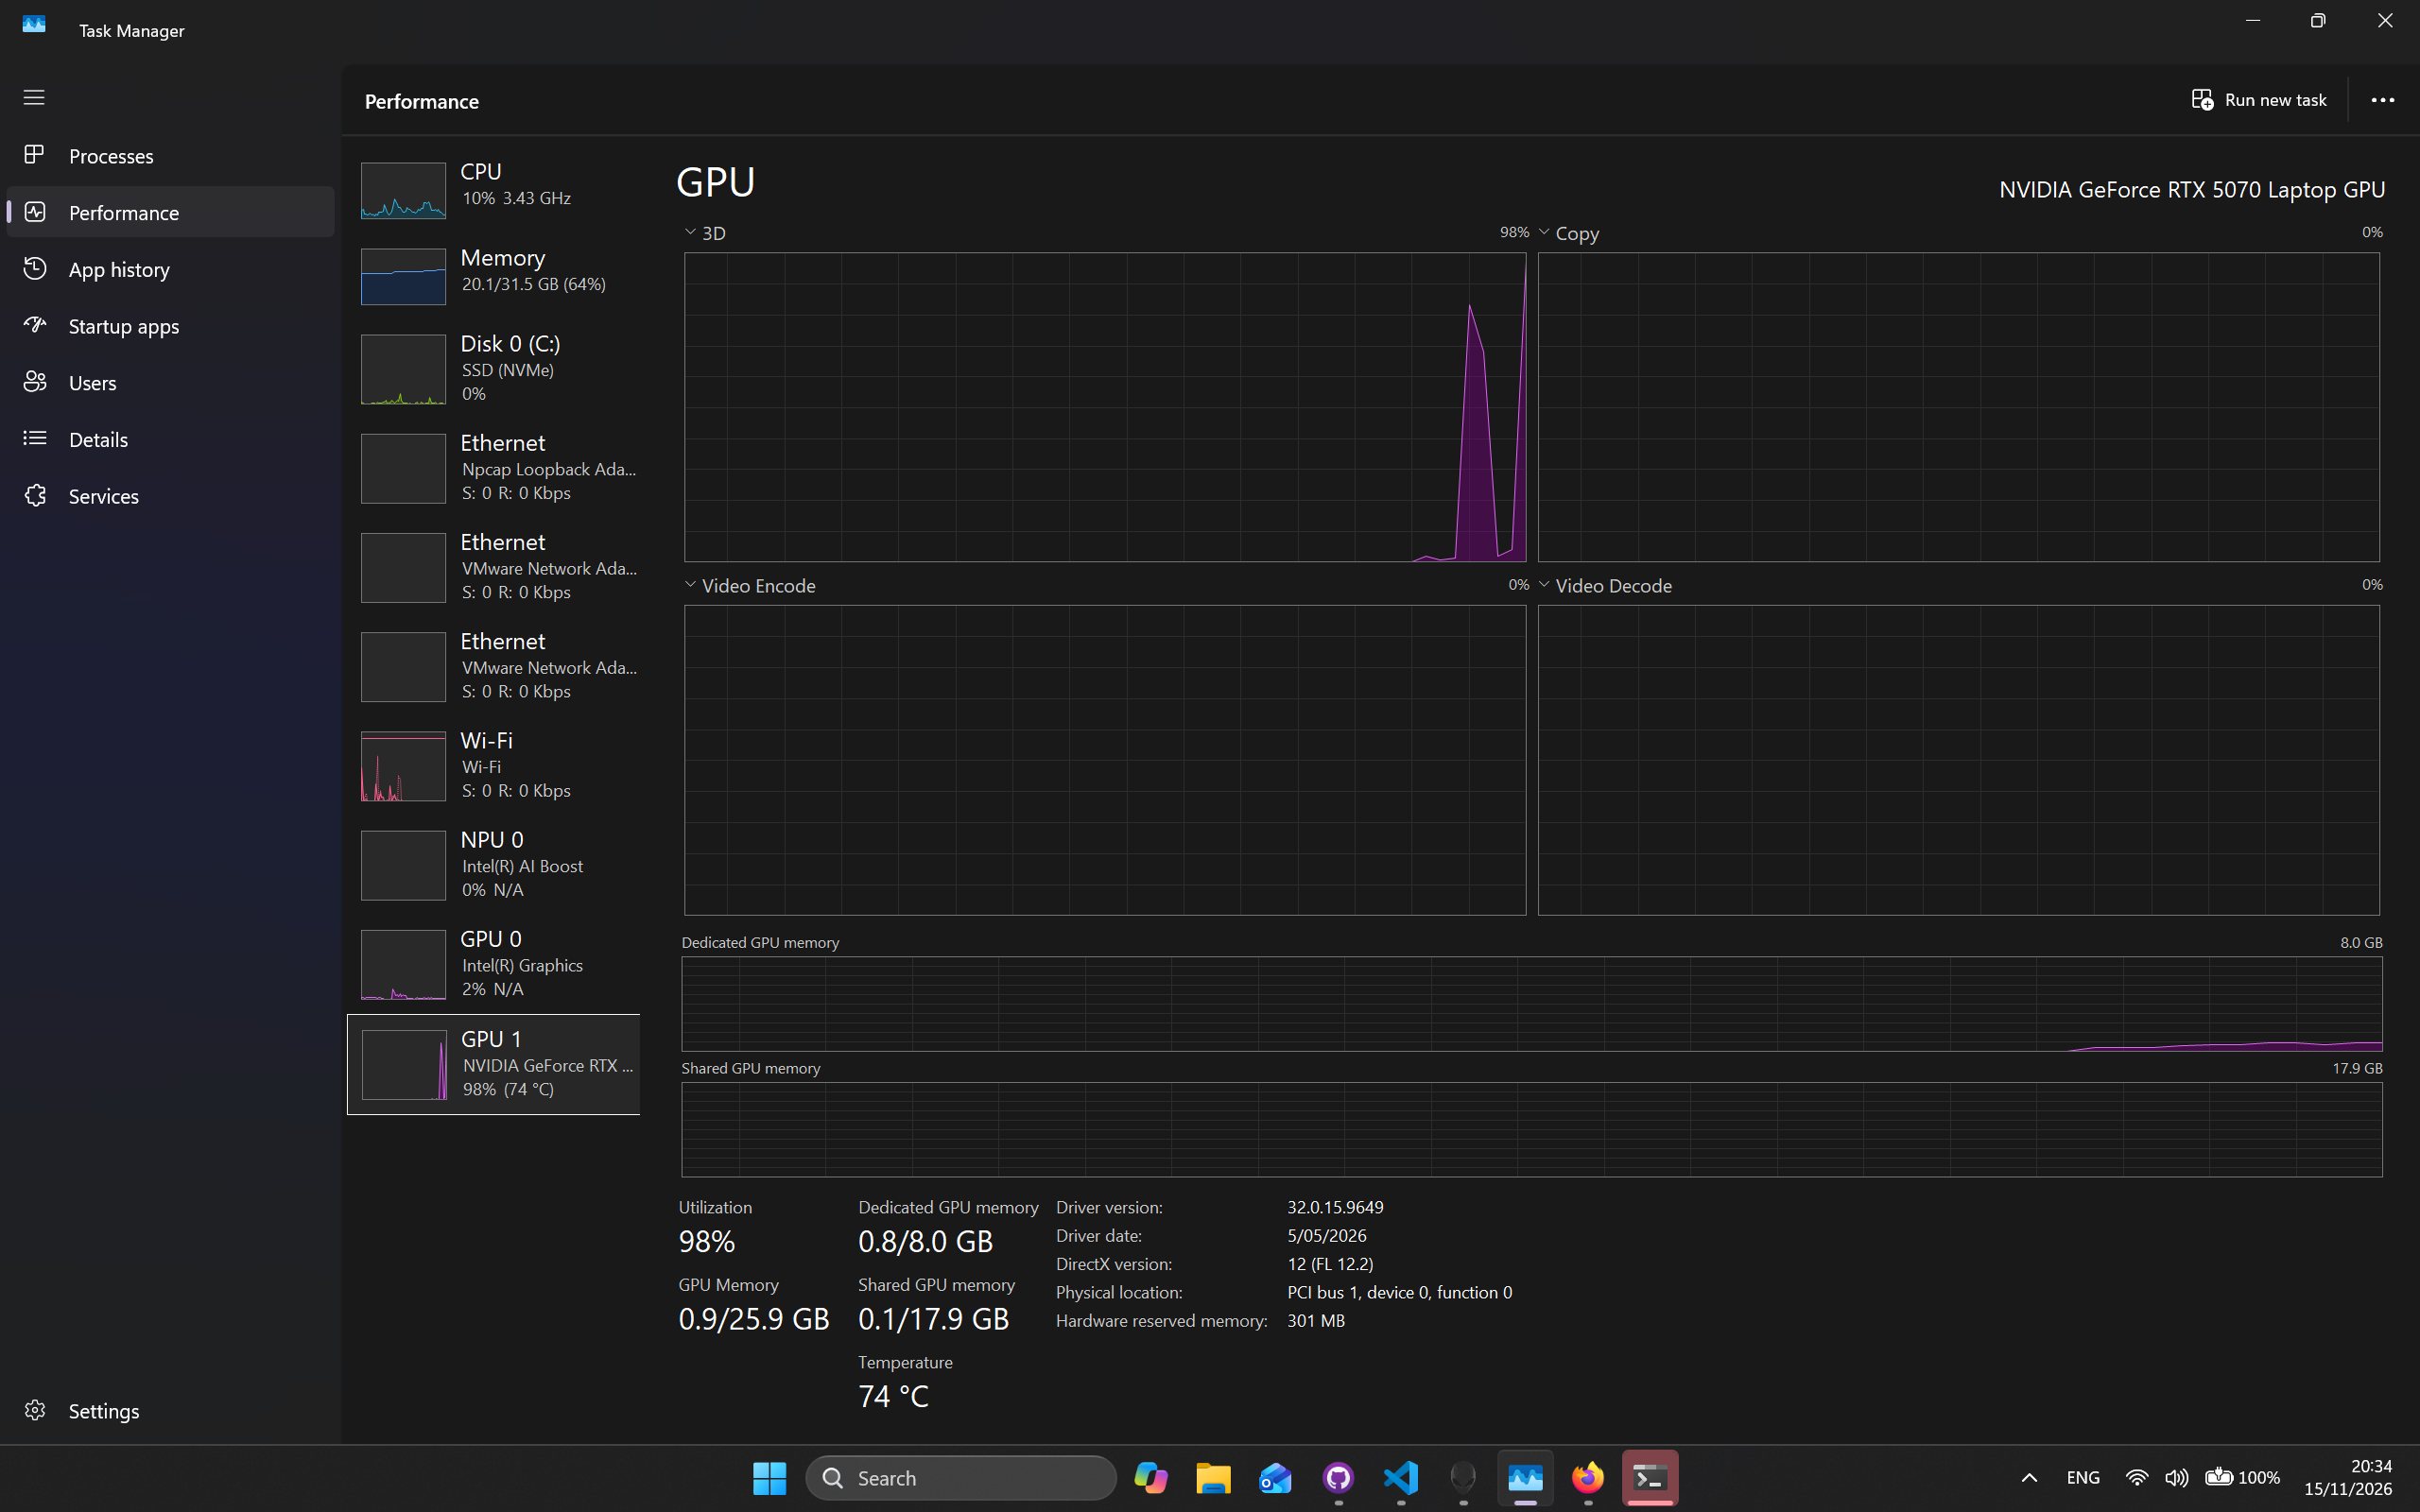 Task Manager
Performance
Run new task
Processes
Performance
App history
Startup apps
Users
Details
Services
Settings
CPU
10% 3.43 GHz
Memory
20.1/31.5 GB (64%)
Disk 0 (C:)
SSD (NVMe)
0%
Ethernet
Npcap Loopback Ada...
S: 0 R: 0 Kbps
Ethernet
VMware Network Ada...
S: 0 R: 0 Kbps
Ethernet
VMware Network Ada...
S: 0 R: 0 Kbps
Wi-Fi
Wi-Fi
S: 0 R: 0 Kbps
NPU 0
Intel(R) AI Boost
0% N/A
GPU 0
Intel(R) Graphics
2% N/A
GPU 1
NVIDIA GeForce RTX ...
98% (74 °C)
GPU
NVIDIA GeForce RTX 5070 Laptop GPU
3D 98%
Copy 0%
Video Encode 0%
Video Decode 0%
Dedicated GPU memory 8.0 GB
Shared GPU memory 17.9 GB
Utilization
98%
GPU Memory
0.9/25.9 GB
Dedicated GPU memory
0.8/8.0 GB
Shared GPU memory
0.1/17.9 GB
Temperature
74 °C
Driver version: 32.0.15.9649
Driver date: 5/05/2026
DirectX version: 12 (FL 12.2)
Physical location: PCI bus 1, device 0, function 0
Hardware reserved memory: 301 MB
Search
ENG
100%
20:34
15/11/2026